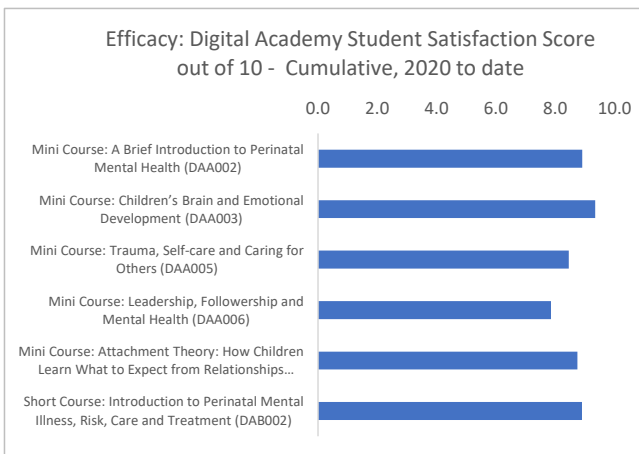 Efficacy: Digital Academy Student Satisfaction Score
out of 10 -  Cumulative, 2020 to date
0.0 2.0 4.0 6.0 8.0 10.0
Mini Course: A Brief Introduction to Perinatal
Mental Health (DAA002)
Mini Course: Children’s Brain and Emotional
Development (DAA003)
Mini Course: Trauma, Self-care and Caring for
Others (DAA005)
Mini Course: Leadership, Followership and
Mental Health (DAA006)
Mini Course: Attachment Theory: How Children
Learn What to Expect from Relationships…
Short Course: Introduction to Perinatal Mental
Illness, Risk, Care and Treatment (DAB002)